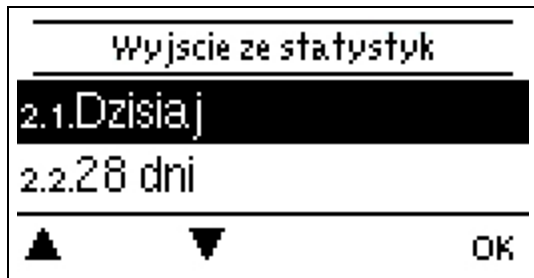 Wyjscie ze statystyk
2.1.Dzisiaj
2.2.28 dni
▲ ▼ OK